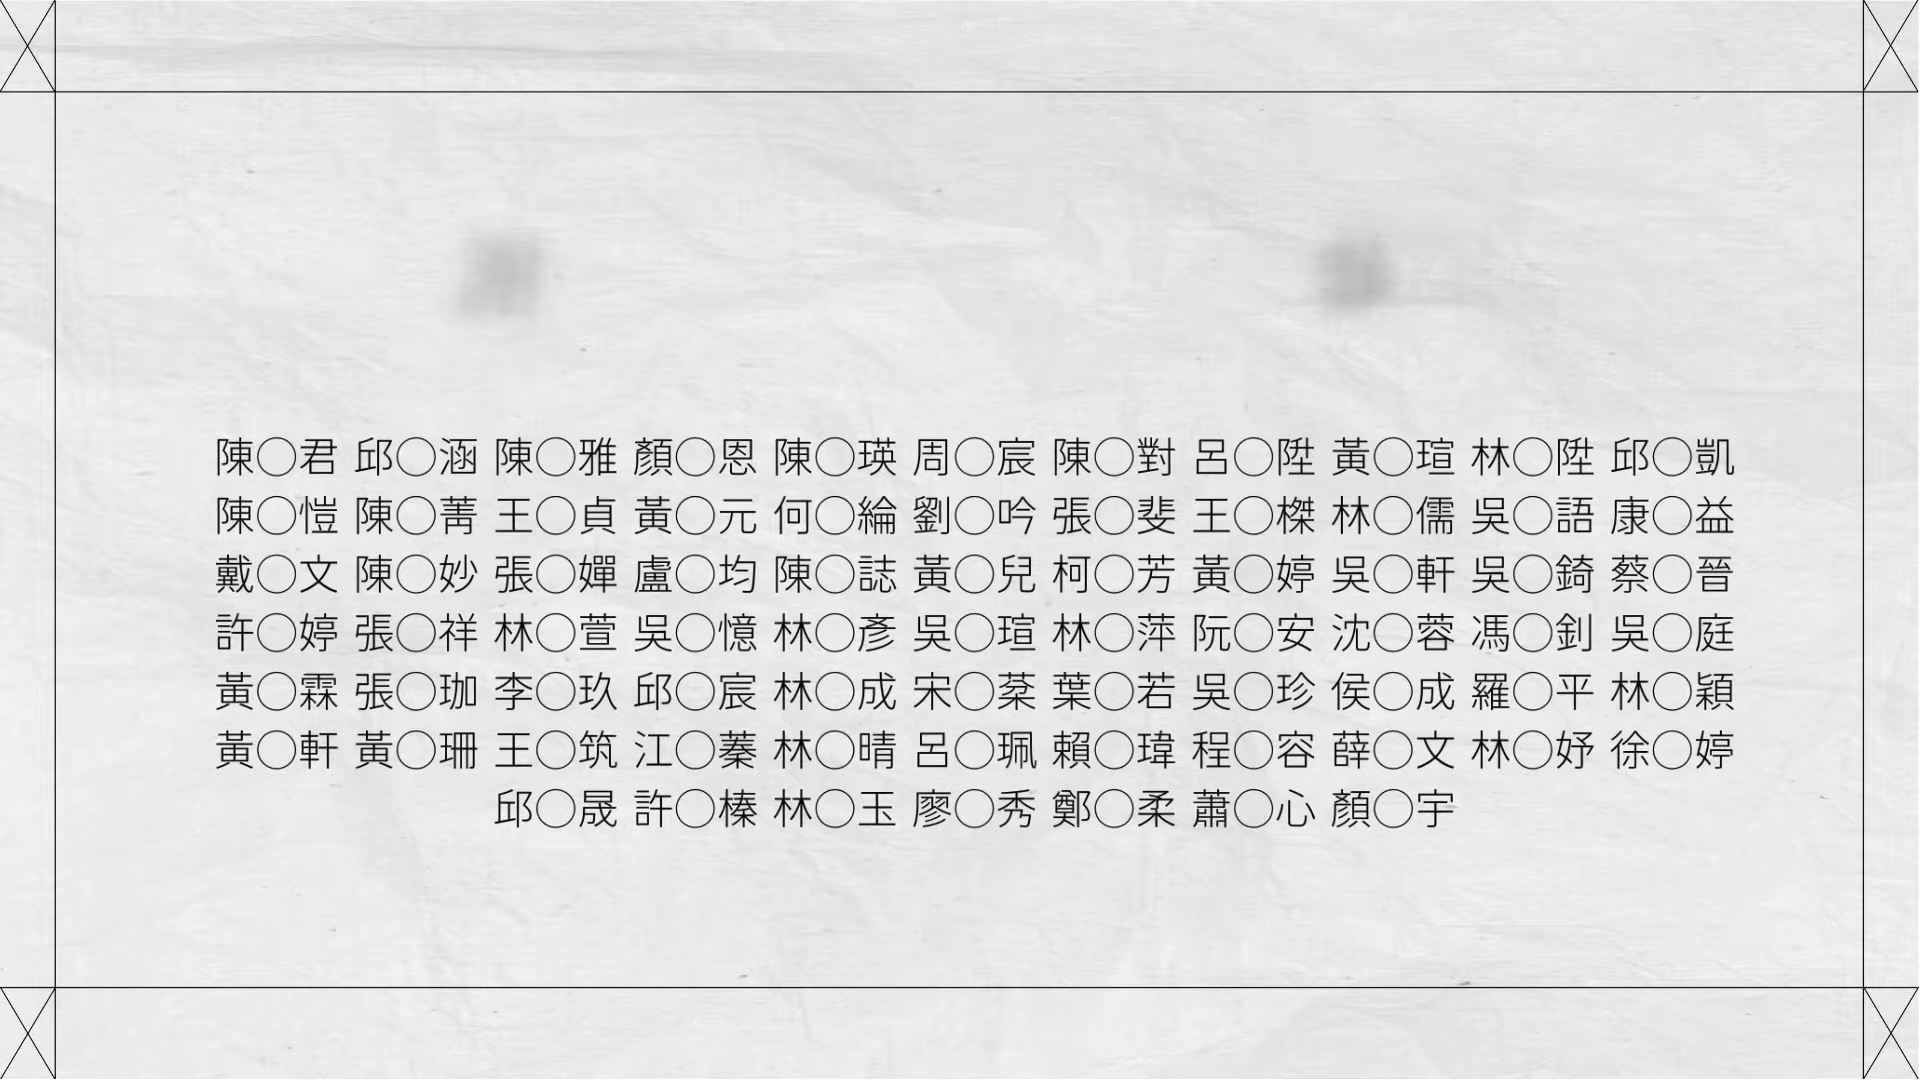 陳◯君 邱◯涵 陳◯雅 顏◯恩 陳◯瑛 周◯宸 陳◯對 呂◯陞 黃◯瑄 林◯陞 邱◯凱
陳◯愷 陳◯菁 王◯貞 黃◯元 何◯綸 劉◯吟 張◯斐 王◯榤 林◯儒 吳◯語 康◯益
戴◯文 陳◯妙 張◯嬋 盧◯均 陳◯誌 黃◯兒 柯◯芳 黃◯婷 吳◯軒 吳◯錡 蔡◯晉
許◯婷 張◯祥 林◯萱 吳◯憶 林◯彥 吳◯瑄 林◯萍 阮◯安 沈◯蓉 馮◯釗 吳◯庭
黃◯霖 張◯珈 李◯玖 邱◯宸 林◯成 宋◯棻 葉◯若 吳◯珍 侯◯成 羅◯平 林◯穎
黃◯軒 黃◯珊 王◯筑 江◯蓁 林◯晴 呂◯珮 賴◯瑋 程◯容 薛◯文 林◯妤 徐◯婷
邱◯晟 許◯榛 林◯玉 廖◯秀 鄭◯柔 蕭◯心 顏◯宇